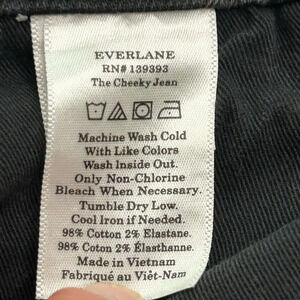 EVERLANE
RN# 139393
The Cheeky Jean
Machine Wash Cold
With Like Colors
Wash Inside Out.
Only Non-Chlorine
Bleach When Necessary.
Tumble Dry Low.
Cool Iron if Needed.
98% Cotton 2% Elastane.
98% Cotton 2% Élasthanne.
Made in Vietnam
Fabriqué au Viêt-Nam